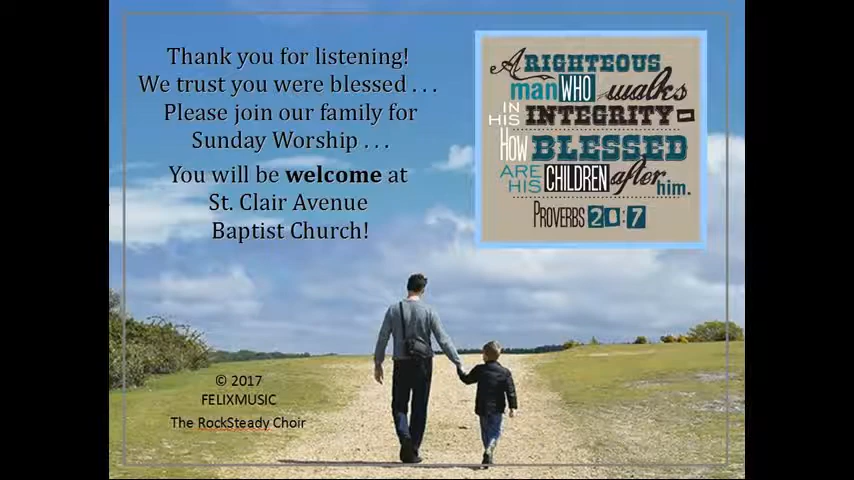 Thank you for listening!
We trust you were blessed . . .
Please join our family for
Sunday Worship . . .
You will be welcome at
St. Clair Avenue
Baptist Church!
A RIGHTEOUS
man WHO walks
IN HIS INTEGRITY
HOW BLESSED
ARE HIS CHILDREN after him.
PROVERBS 20:7
© 2017
FELIXMUSIC
The RockSteady Choir